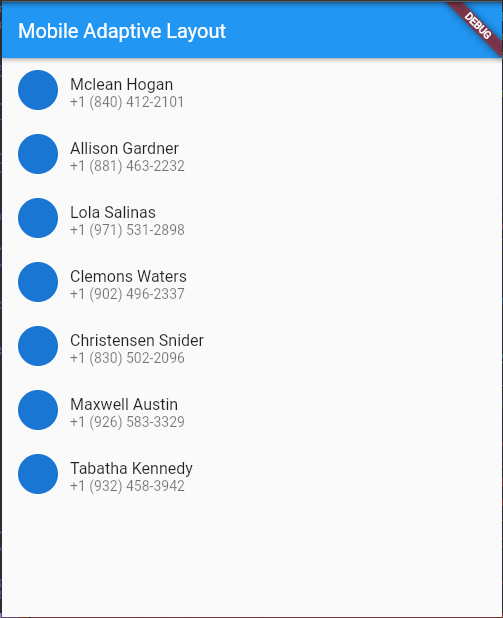 Mobile Adaptive Layout
DEBUG
Mclean Hogan
+1 (840) 412-2101
Allison Gardner
+1 (881) 463-2232
Lola Salinas
+1 (971) 531-2898
Clemons Waters
+1 (902) 496-2337
Christensen Snider
+1 (830) 502-2096
Maxwell Austin
+1 (926) 583-3329
Tabatha Kennedy
+1 (932) 458-3942